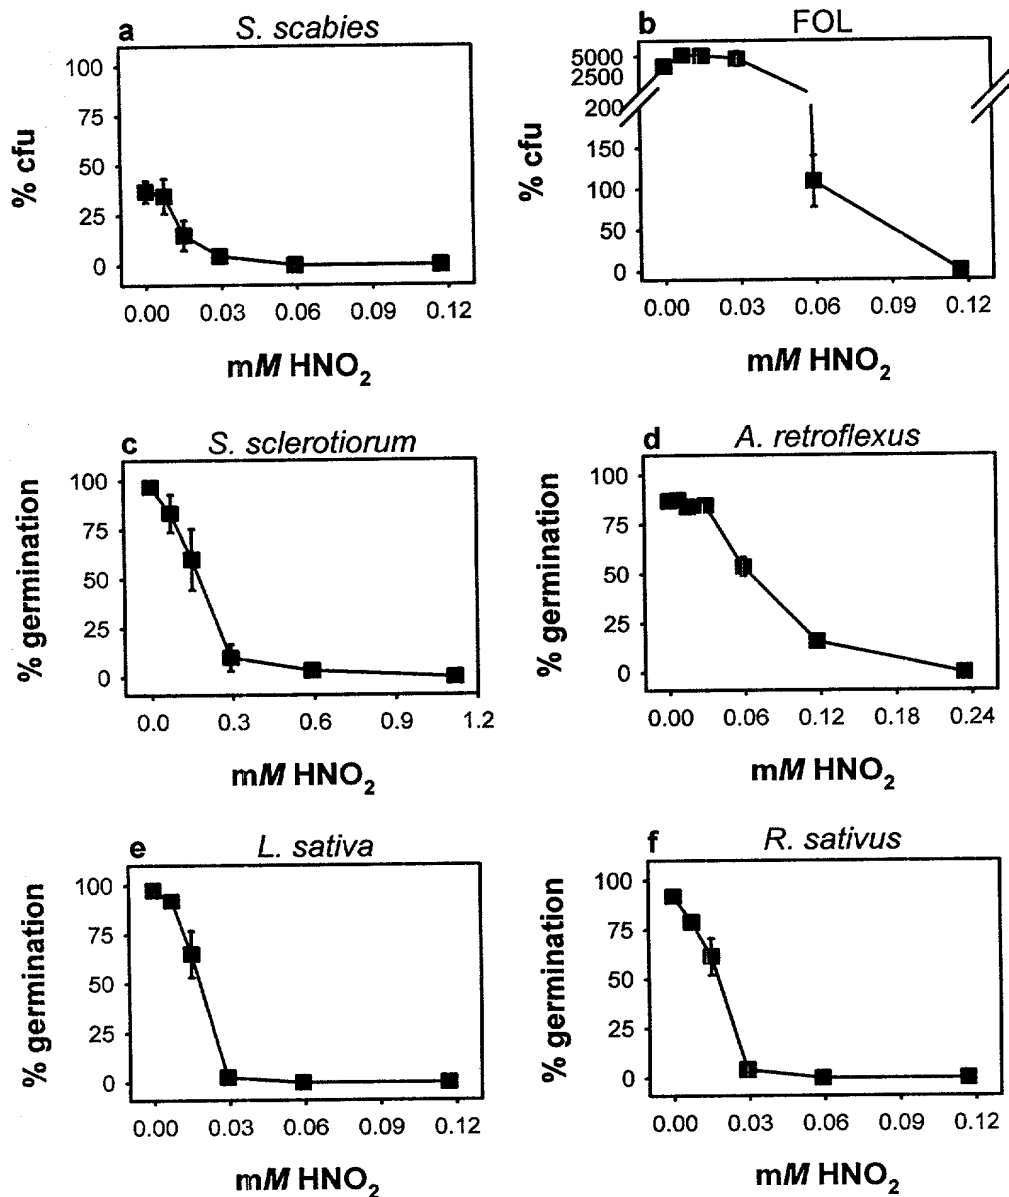 a S. scabies
100
75
50
25
0
% cfu
0.00 0.03 0.06 0.09 0.12
mM HNO2
b FOL
5000
2500
200
150
100
50
0
% cfu
0.00 0.03 0.06 0.09 0.12
mM HNO2
c S. sclerotiorum
100
75
50
25
0
% germination
0.0 0.3 0.6 0.9 1.2
mM HNO2
d A. retroflexus
100
75
50
25
0
% germination
0.00 0.06 0.12 0.18 0.24
mM HNO2
e L. sativa
100
75
50
25
0
% germination
0.00 0.03 0.06 0.09 0.12
mM HNO2
f R. sativus
100
75
50
25
0
% germination
0.00 0.03 0.06 0.09 0.12
mM HNO2